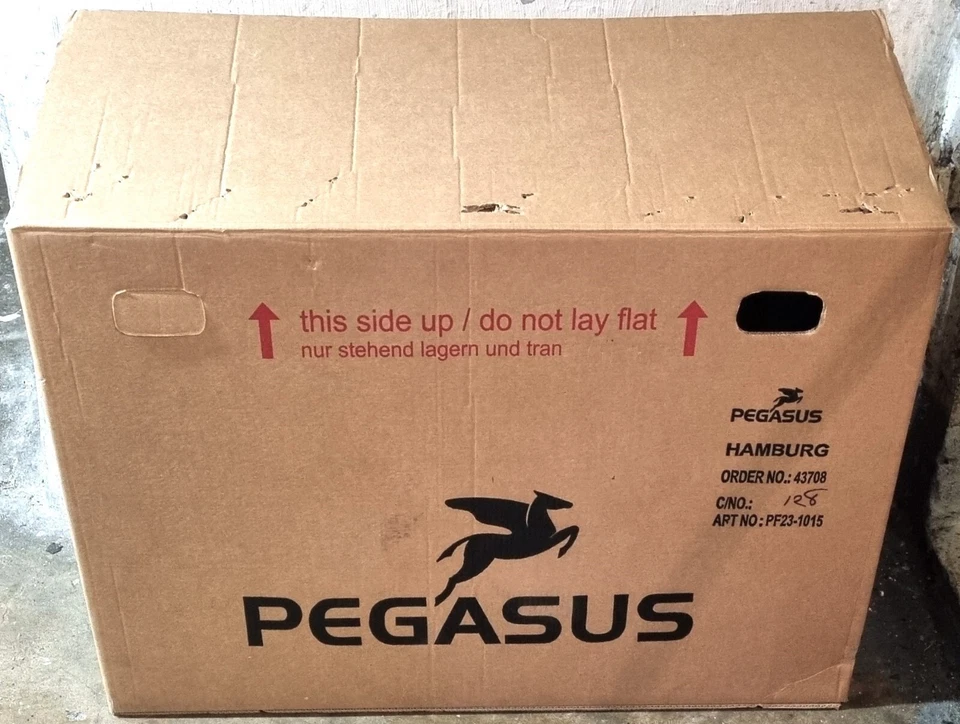 this side up / do not lay flat
nur stehend lagern und tran
PEGASUS
HAMBURG
ORDER NO.: 43708
C/NO.: 128
ART NO : PF23-1015
PEGASUS